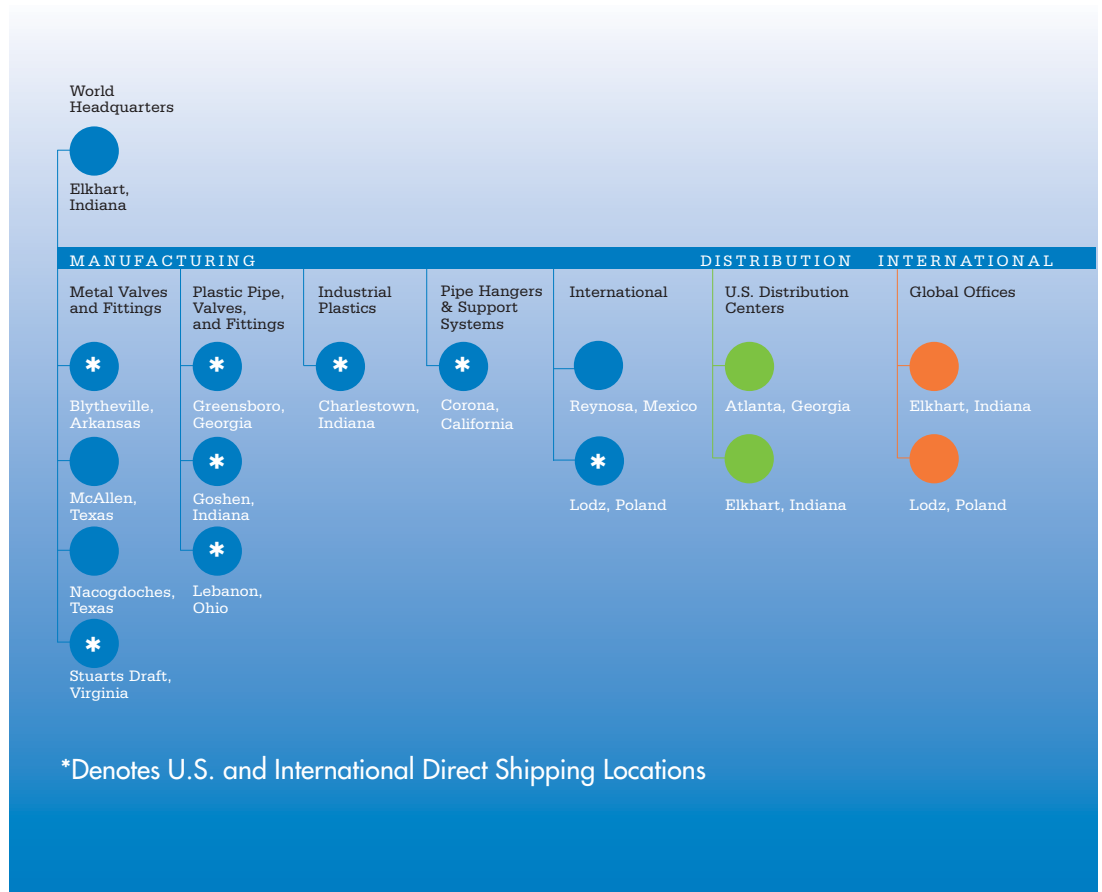 World
Headquarters
Elkhart,
Indiana
MANUFACTURING
DISTRIBUTION
INTERNATIONAL
Metal Valves
and Fittings
*
Blytheville,
Arkansas
McAllen,
Texas
Nacogdoches,
Texas
*
Stuarts Draft,
Virginia
Plastic Pipe,
Valves,
and Fittings
*
Greensboro,
Georgia
*
Goshen,
Indiana
*
Lebanon,
Ohio
Industrial
Plastics
*
Charlestown,
Indiana
Pipe Hangers
& Support
Systems
*
Corona,
California
International
Reynosa, Mexico
*
Lodz, Poland
U.S. Distribution
Centers
Atlanta, Georgia
Elkhart, Indiana
Global Offices
Elkhart, Indiana
Lodz, Poland
*Denotes U.S. and International Direct Shipping Locations